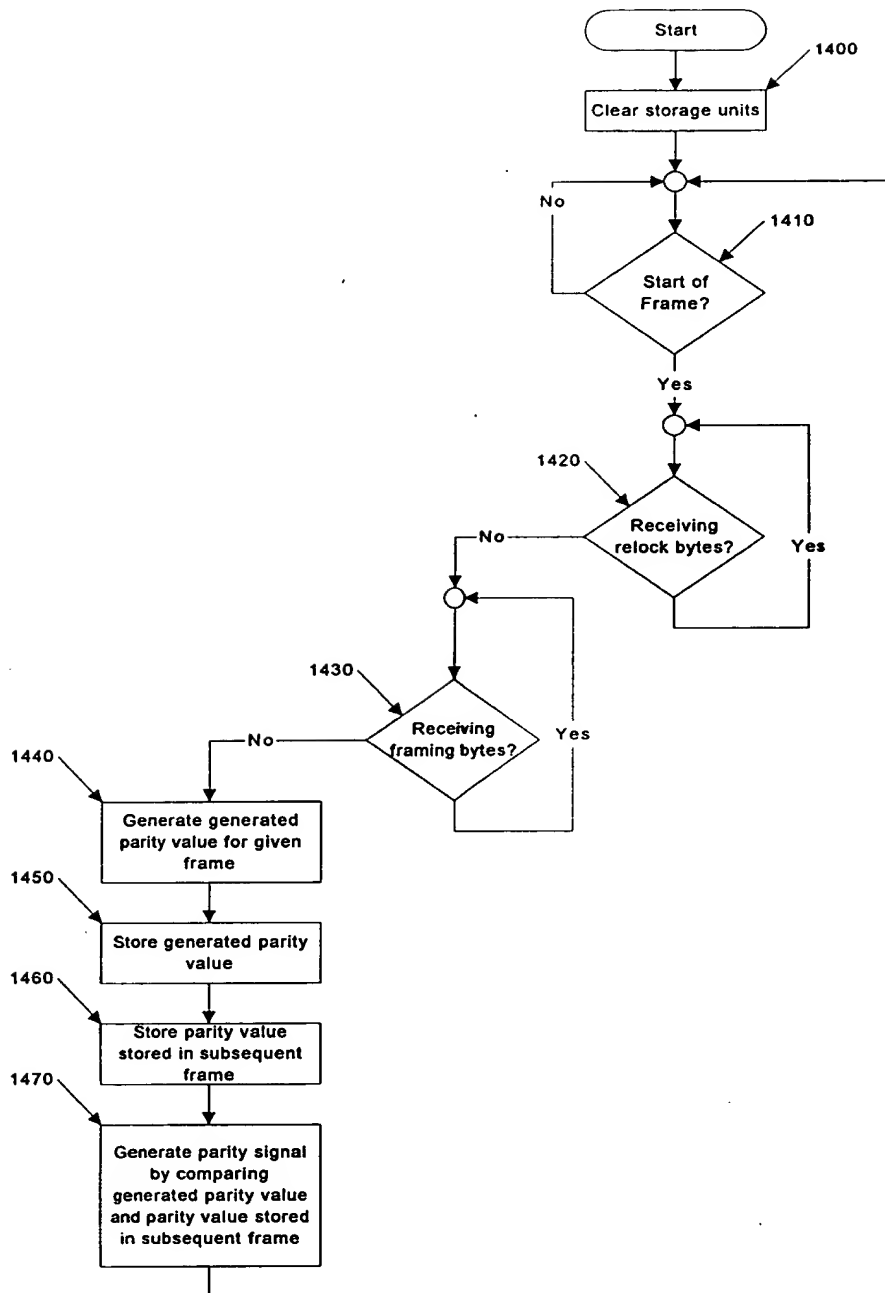 Start
1400
Clear storage units
No
1410
Start of
Frame?
Yes
1420
Receiving
relock bytes?
No
Yes
1430
Receiving
framing bytes?
No
Yes
1440
Generate generated
parity value for given
frame
1450
Store generated parity
value
1460
Store parity value
stored in subsequent
frame
1470
Generate parity signal
by comparing
generated parity value
and parity value stored
in subsequent frame